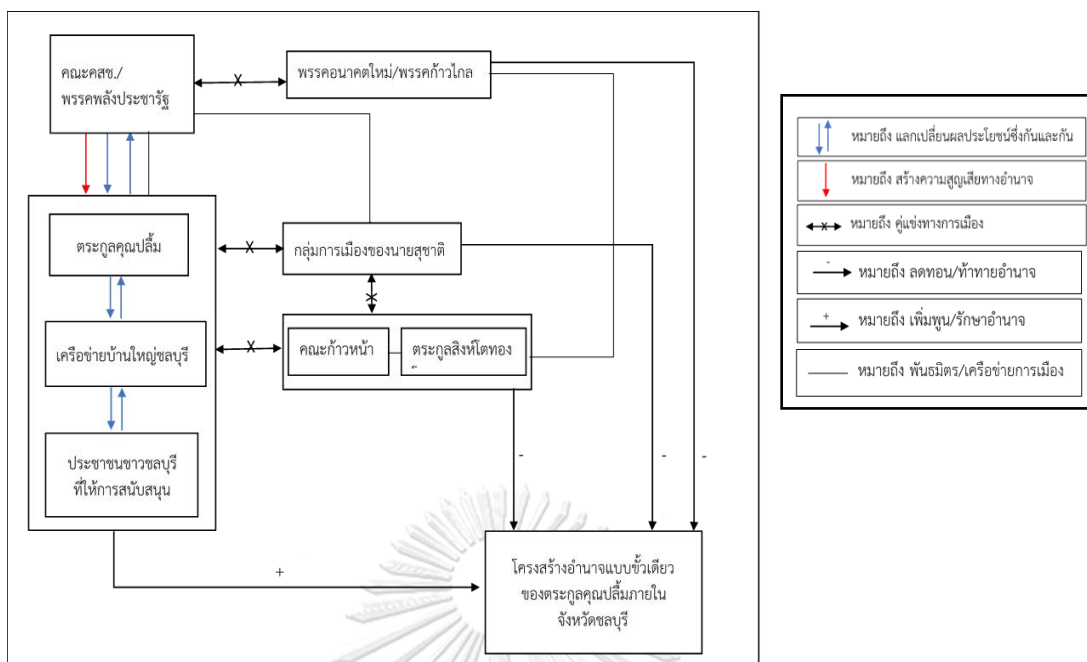 คณะคสช./
พรรคพลังประชารัฐ
X
พรรคอนาคตใหม่/พรรคก้าวไกล
ตระกูลคุณปลื้ม
X
กลุ่มการเมืองของนายสุชาติ
X
เครือข่ายบ้านใหญ่ชลบุรี
X
คณะก้าวหน้า
ตระกูลสิงห์โตทอง
ประชาชนชาวชลบุรี
ที่ให้การสนับสนุน
-
-
-
+
โครงสร้างอำนาจแบบขั้วเดียว
ของตระกูลคุณปลื้มภายใน
จังหวัดชลบุรี
หมายถึง แลกเปลี่ยนผลประโยชน์ซึ่งกันและกัน
หมายถึง สร้างความสูญเสียทางอำนาจ
X
หมายถึง คู่แข่งทางการเมือง
-
หมายถึง ลดทอน/ท้าทายอำนาจ
+
หมายถึง เพิ่มพูน/รักษาอำนาจ
หมายถึง พันธมิตร/เครือข่ายการเมือง